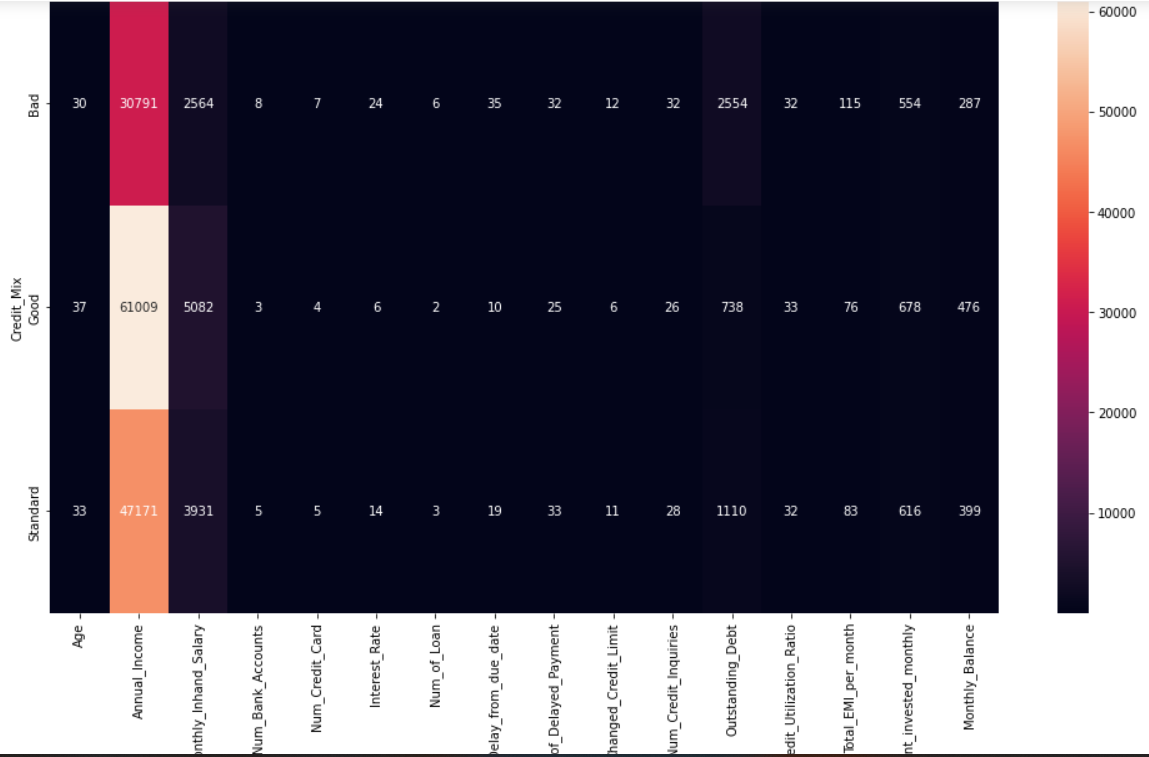 60000
50000
40000
30000
20000
10000
Credit_Mix
Bad 30 30791 2564 8 7 24 6 35 32 12 32 2554 32 115 554 287
Good 37 61009 5082 3 4 6 2 10 25 6 26 738 33 76 678 476
Standard 33 47171 3931 5 5 14 3 19 33 11 28 1110 32 83 616 399
Age
Annual_Income
onthly_Inhand_Salary
Num_Bank_Accounts
Num_Credit_Card
Interest_Rate
Num_of_Loan
Delay_from_due_date
of_Delayed_Payment
Changed_Credit_Limit
Num_Credit_Inquiries
Outstanding_Debt
edit_Utilization_Ratio
Total_EMI_per_month
nt_invested_monthly
Monthly_Balance